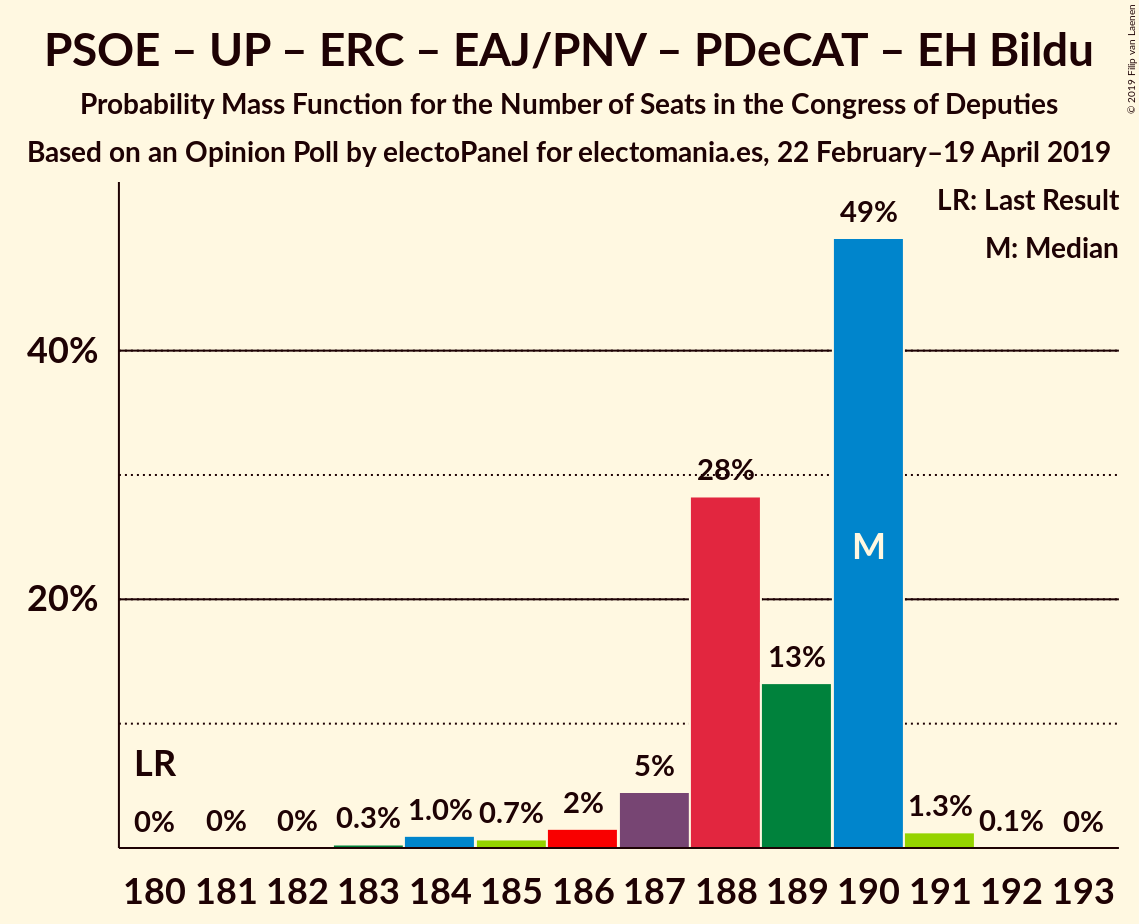 PSOE – UP – ERC – EAJ/PNV – PDeCAT – EH Bildu
Probability Mass Function for the Number of Seats in the Congress of Deputies
Based on an Opinion Poll by electoPanel for electomania.es, 22 February–19 April 2019
© 2019 Filip van Laenen
LR: Last Result
M: Median
49%
40%
28%
M
20%
13%
LR
5%
0% 0% 0% 0.3% 1.0% 0.7% 2% 1.3% 0.1% 0%
180 181 182 183 184 185 186 187 188 189 190 191 192 193